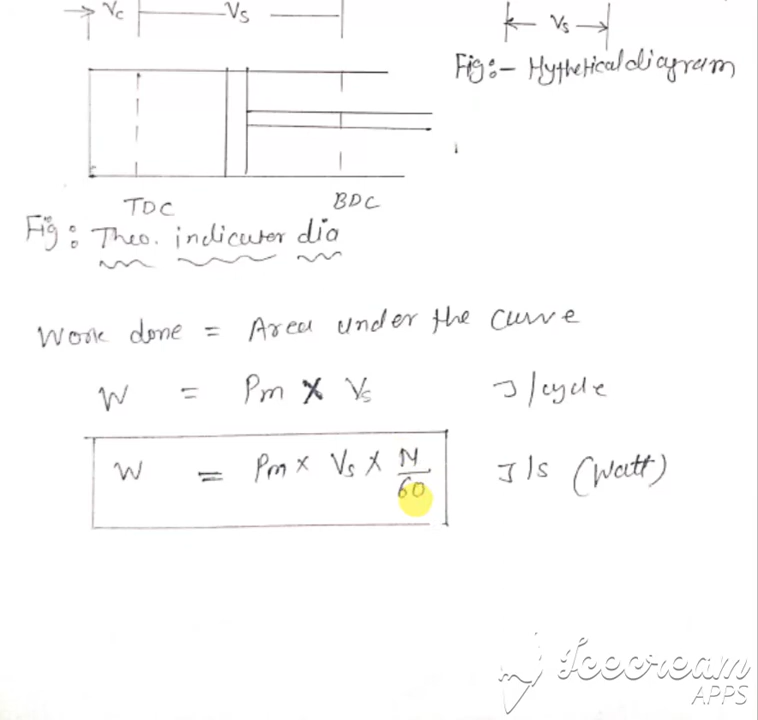 Vc Vs
Vs
Fig:- Hythetical diagram
TDC BDC
Fig: Theo. indicator dia
Work done = Area under the curve
W = Pm X Vs J/cycle
W = Pm x Vs x N/60 J/s (Watt)
Icecream
APPS